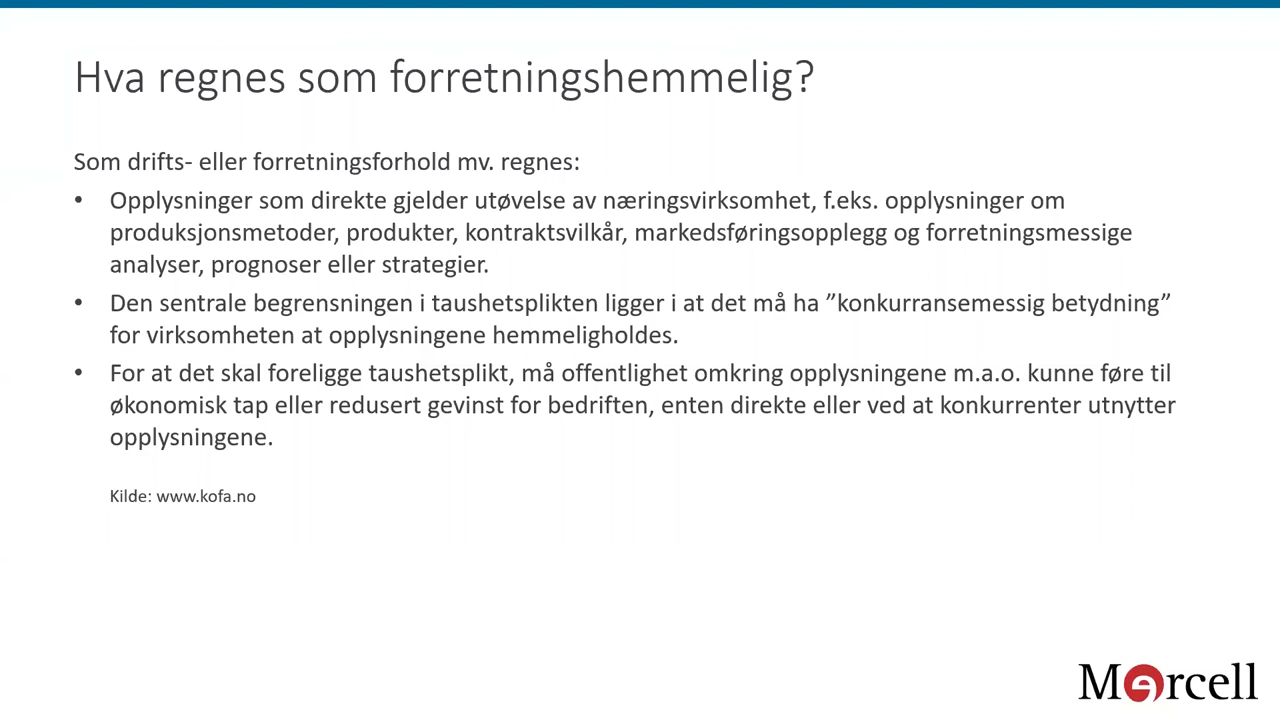 Hva regnes som forretningshemmelig?
Som drifts- eller forretningsforhold mv. regnes:
• Opplysninger som direkte gjelder utøvelse av næringsvirksomhet, f.eks. opplysninger om
produksjonsmetoder, produkter, kontraktsvilkår, markedsføringsopplegg og forretningsmessige
analyser, prognoser eller strategier.
• Den sentrale begrensningen i taushetsplikten ligger i at det må ha ”konkurransemessig betydning”
for virksomheten at opplysningene hemmeligholdes.
• For at det skal foreligge taushetsplikt, må offentlighet omkring opplysningene m.a.o. kunne føre til
økonomisk tap eller redusert gevinst for bedriften, enten direkte eller ved at konkurrenter utnytter
opplysningene.
Kilde: www.kofa.no
Mercell